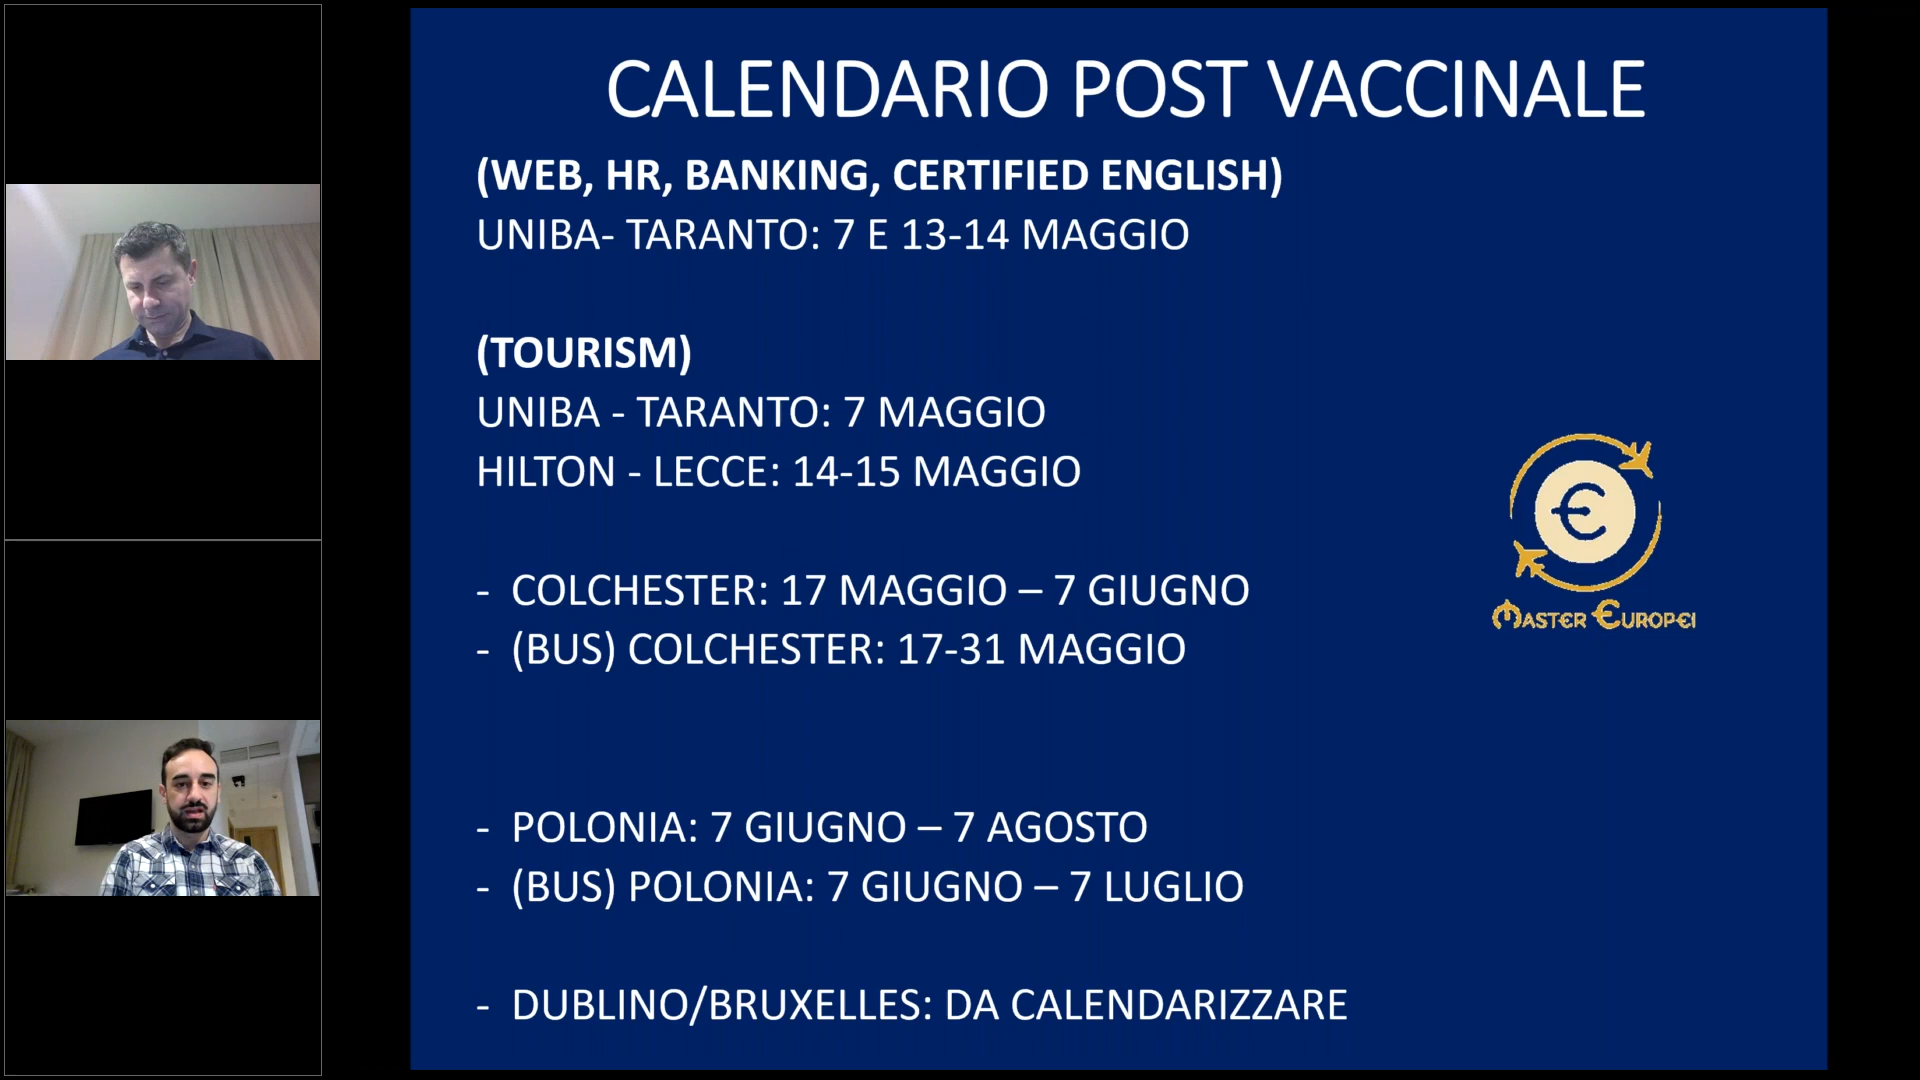 CALENDARIO POST VACCINALE
(WEB, HR, BANKING, CERTIFIED ENGLISH)
UNIBA- TARANTO: 7 E 13-14 MAGGIO
(TOURISM)
UNIBA - TARANTO: 7 MAGGIO
HILTON - LECCE: 14-15 MAGGIO
- COLCHESTER: 17 MAGGIO – 7 GIUGNO
- (BUS) COLCHESTER: 17-31 MAGGIO
- POLONIA: 7 GIUGNO – 7 AGOSTO
- (BUS) POLONIA: 7 GIUGNO – 7 LUGLIO
- DUBLINO/BRUXELLES: DA CALENDARIZZARE
€
MASTER EUROPEI